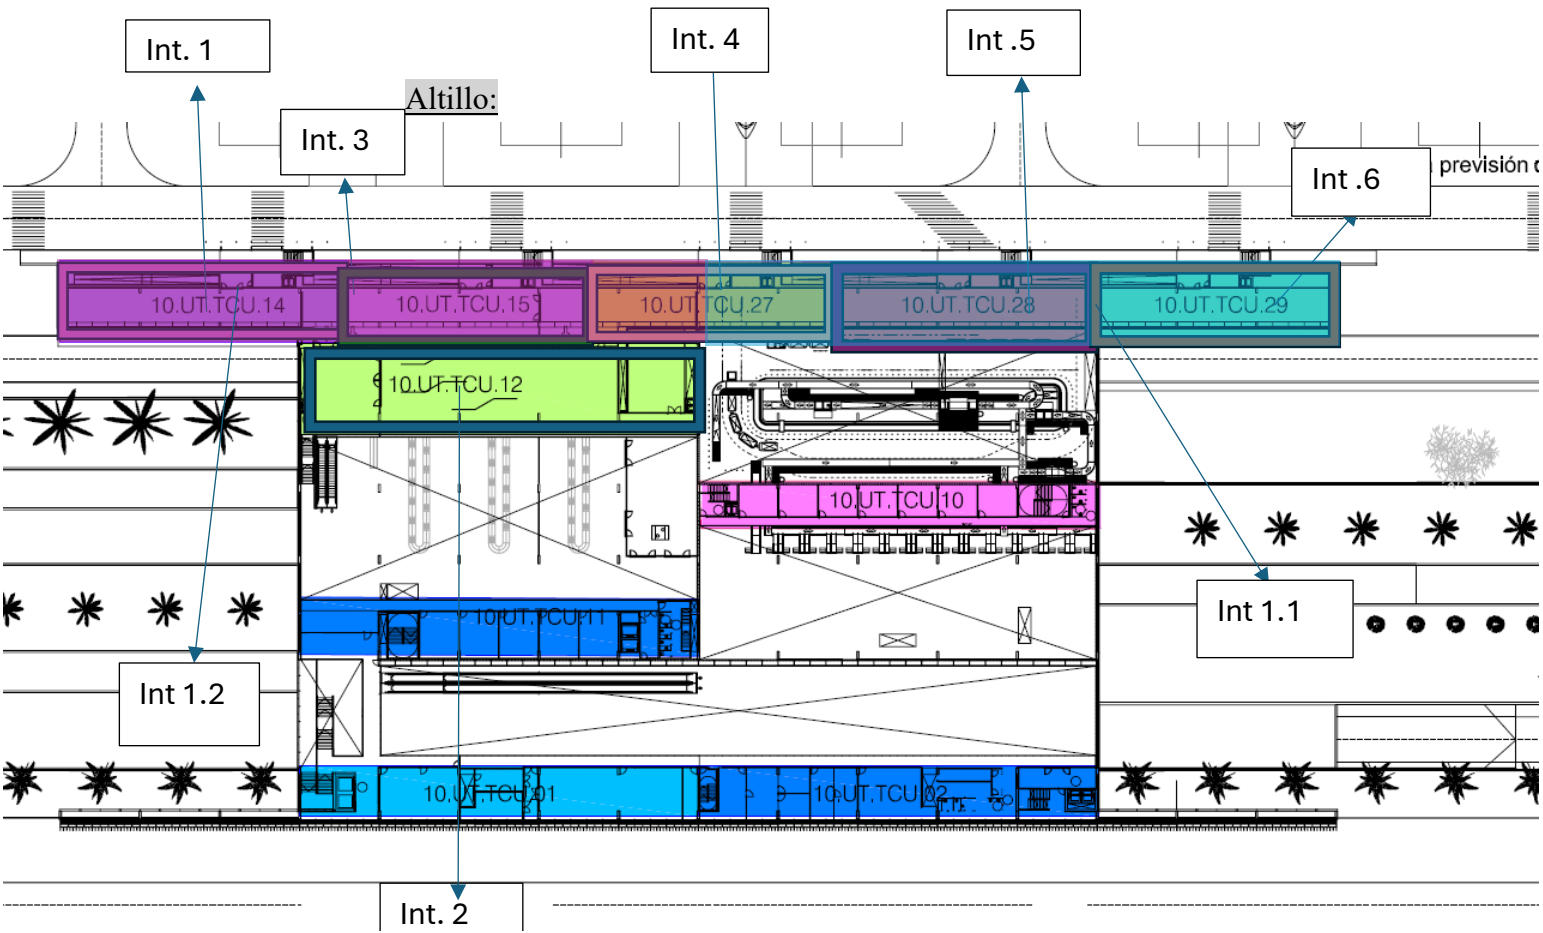 Int. 1
Int. 4
Int .5
Altillo:
Int. 3
previsión
Int .6
10.UT.TCU.14
10.UT.TCU.15
10.UT.TCU.27
10.UT.TCU.28
10.UT.TCU.29
10.UT.TCU.12
10.UT.TCU.10
10.UT.TCU.11
Int 1.1
Int 1.2
10.UT.TCU.01
10.UT.TCU.02
Int. 2